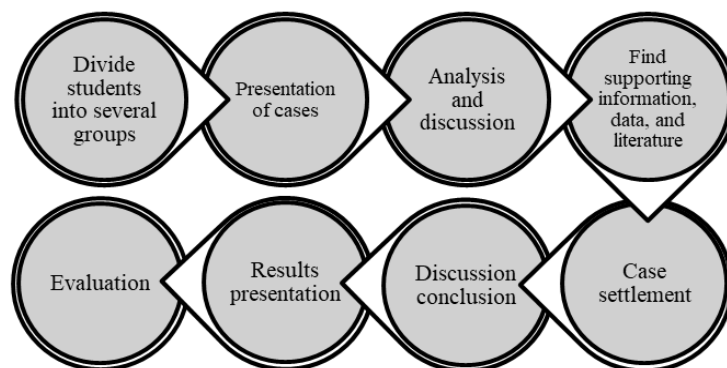 Divide
students
into several
groups
Presentation
of cases
Analysis
and
discussion
Find
supporting
information,
data, and
literature
Case
settlement
Discussion
conclusion
Results
presentation
Evaluation